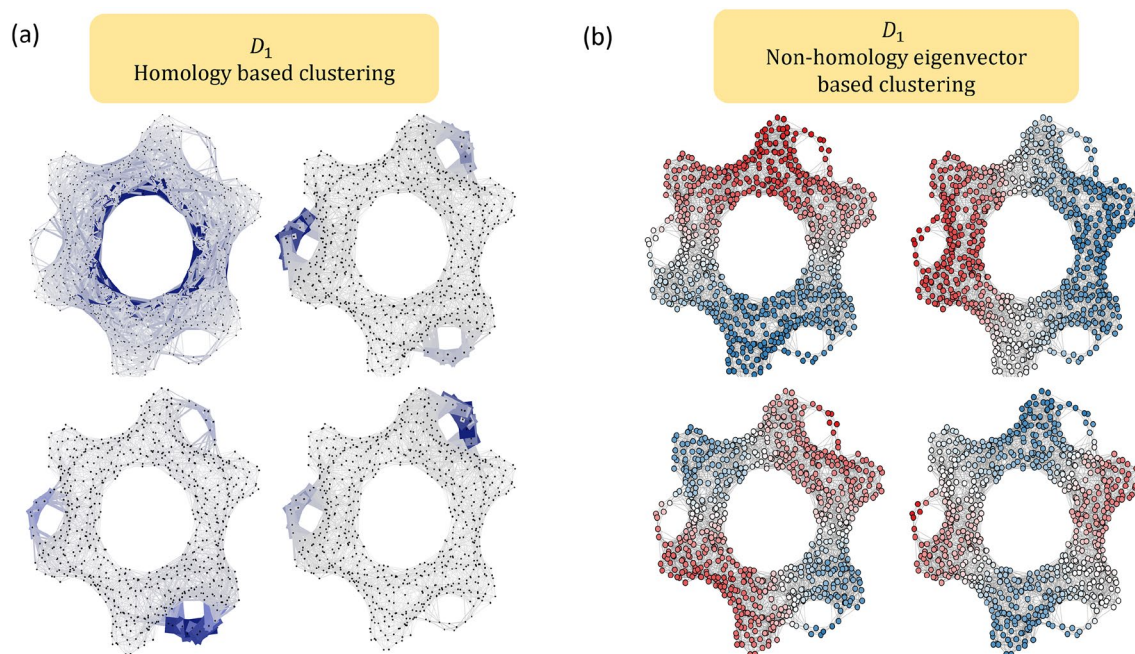 (a)
D₁
Homology based clustering
(b)
D₁
Non-homology eigenvector
based clustering